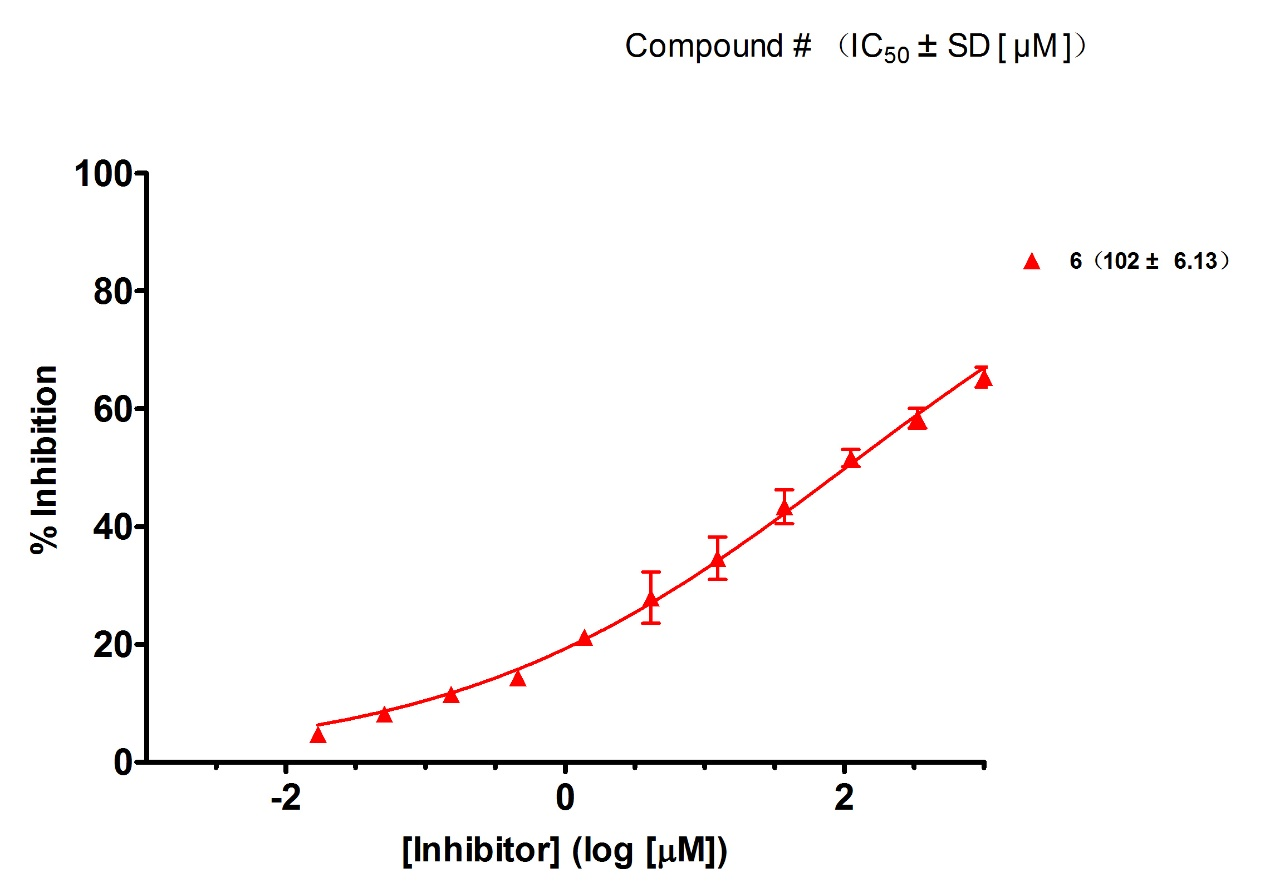 Compound # （IC50 ± SD [ μM ]）
100
80
60
40
20
0
% Inhibition
6（102 ± 6.13）
-2 0 2
[Inhibitor] (log [μM])